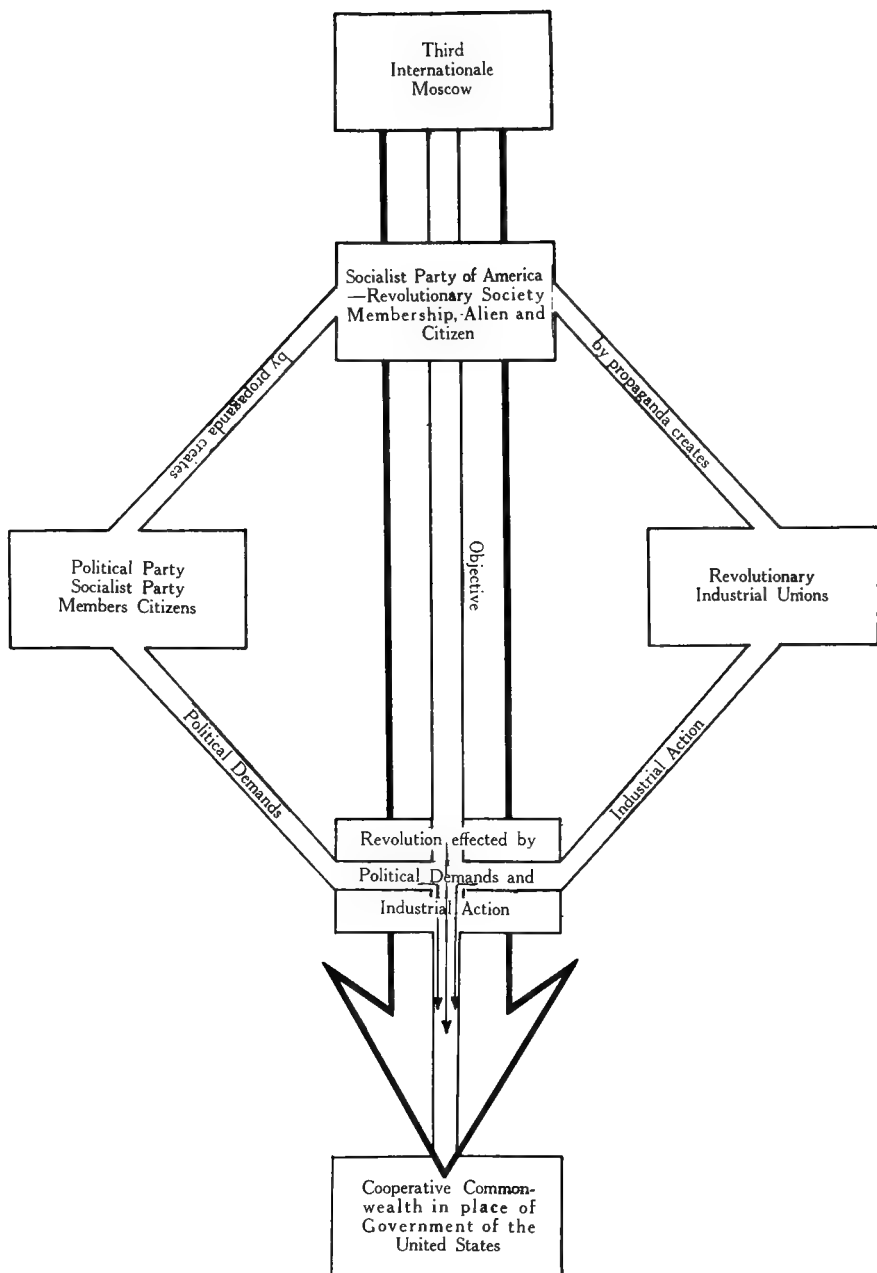 Third
Internationale
Moscow
Socialist Party of America
—Revolutionary Society
Membership, Alien and
Citizen
by propaganda creates
by propaganda creates
Objective
Political Party
Socialist Party
Members Citizens
Revolutionary
Industrial Unions
Political Demands
Industrial Action
Revolution effected by
Political Demands and
Industrial Action
Cooperative Common-
wealth in place of
Government of the
United States